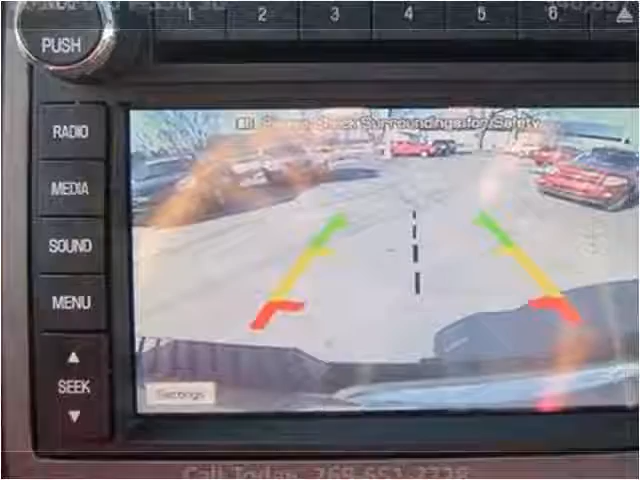 1 2 3 4 5 6
PUSH
RADIO
Check Surroundings for Safety
MEDIA
SOUND
MENU
SEEK
Settings
Call Today